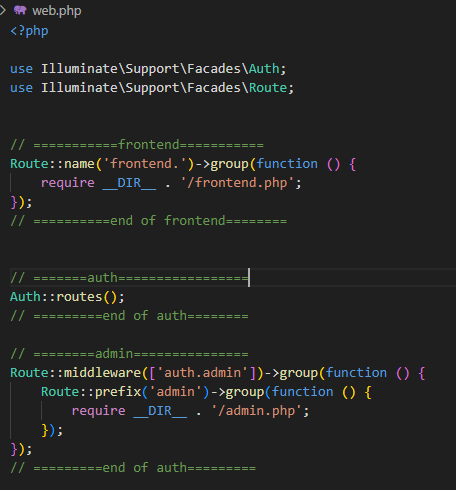 web.php
<?php
use Illuminate\Support\Facades\Auth;
use Illuminate\Support\Facades\Route;
// ===========frontend===========
Route::name('frontend.')->group(function () {
    require __DIR__ . '/frontend.php';
});
// ==========end of frontend========
// =======auth=================
Auth::routes();
// =========end of auth========
// ========admin===============
Route::middleware(['auth.admin'])->group(function () {
    Route::prefix('admin')->group(function () {
        require __DIR__ . '/admin.php';
    });
});
// =========end of auth=========